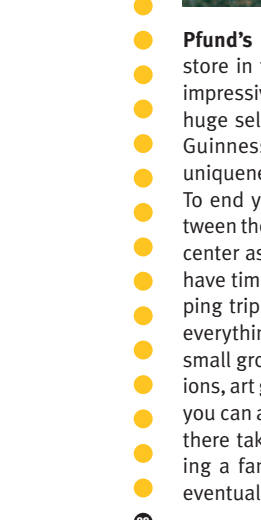 Pfund's
store in
impressiv
huge sel
Guinness
uniquene
To end y
tween the
center as
have tim
ping trip
everythin
small gro
ions, art
you can a
there tak
ing a far
eventual